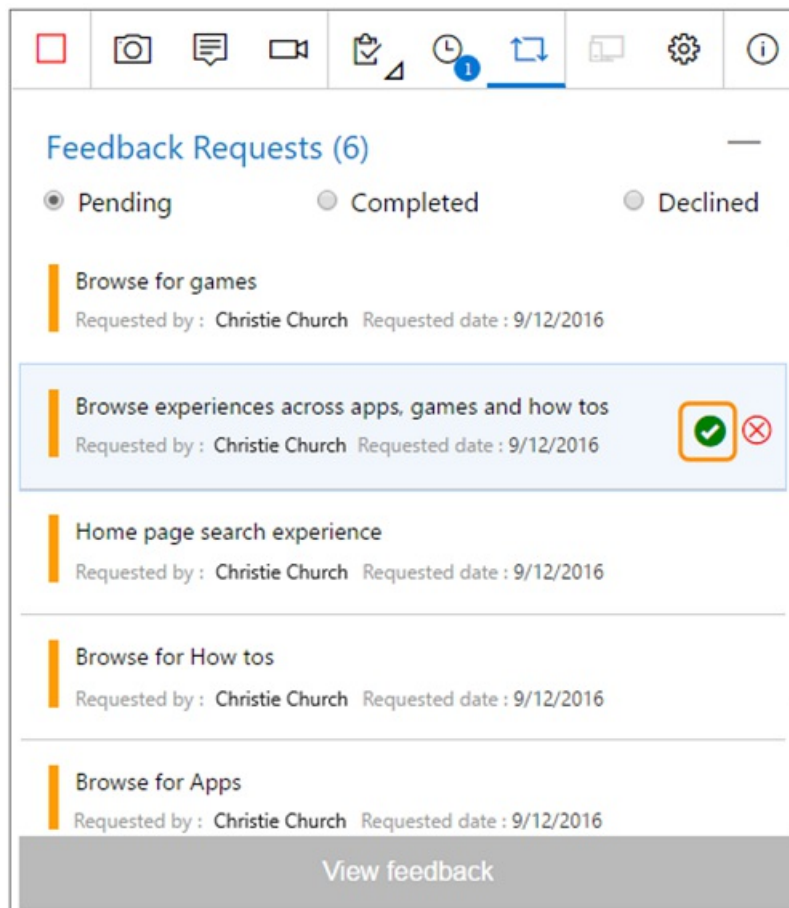 1
Feedback Requests (6)
Pending Completed Declined
Browse for games
Requested by : Christie Church Requested date : 9/12/2016
Browse experiences across apps, games and how tos
Requested by : Christie Church Requested date : 9/12/2016
Home page search experience
Requested by : Christie Church Requested date : 9/12/2016
Browse for How tos
Requested by : Christie Church Requested date : 9/12/2016
Browse for Apps
Requested by : Christie Church Requested date : 9/12/2016
View feedback